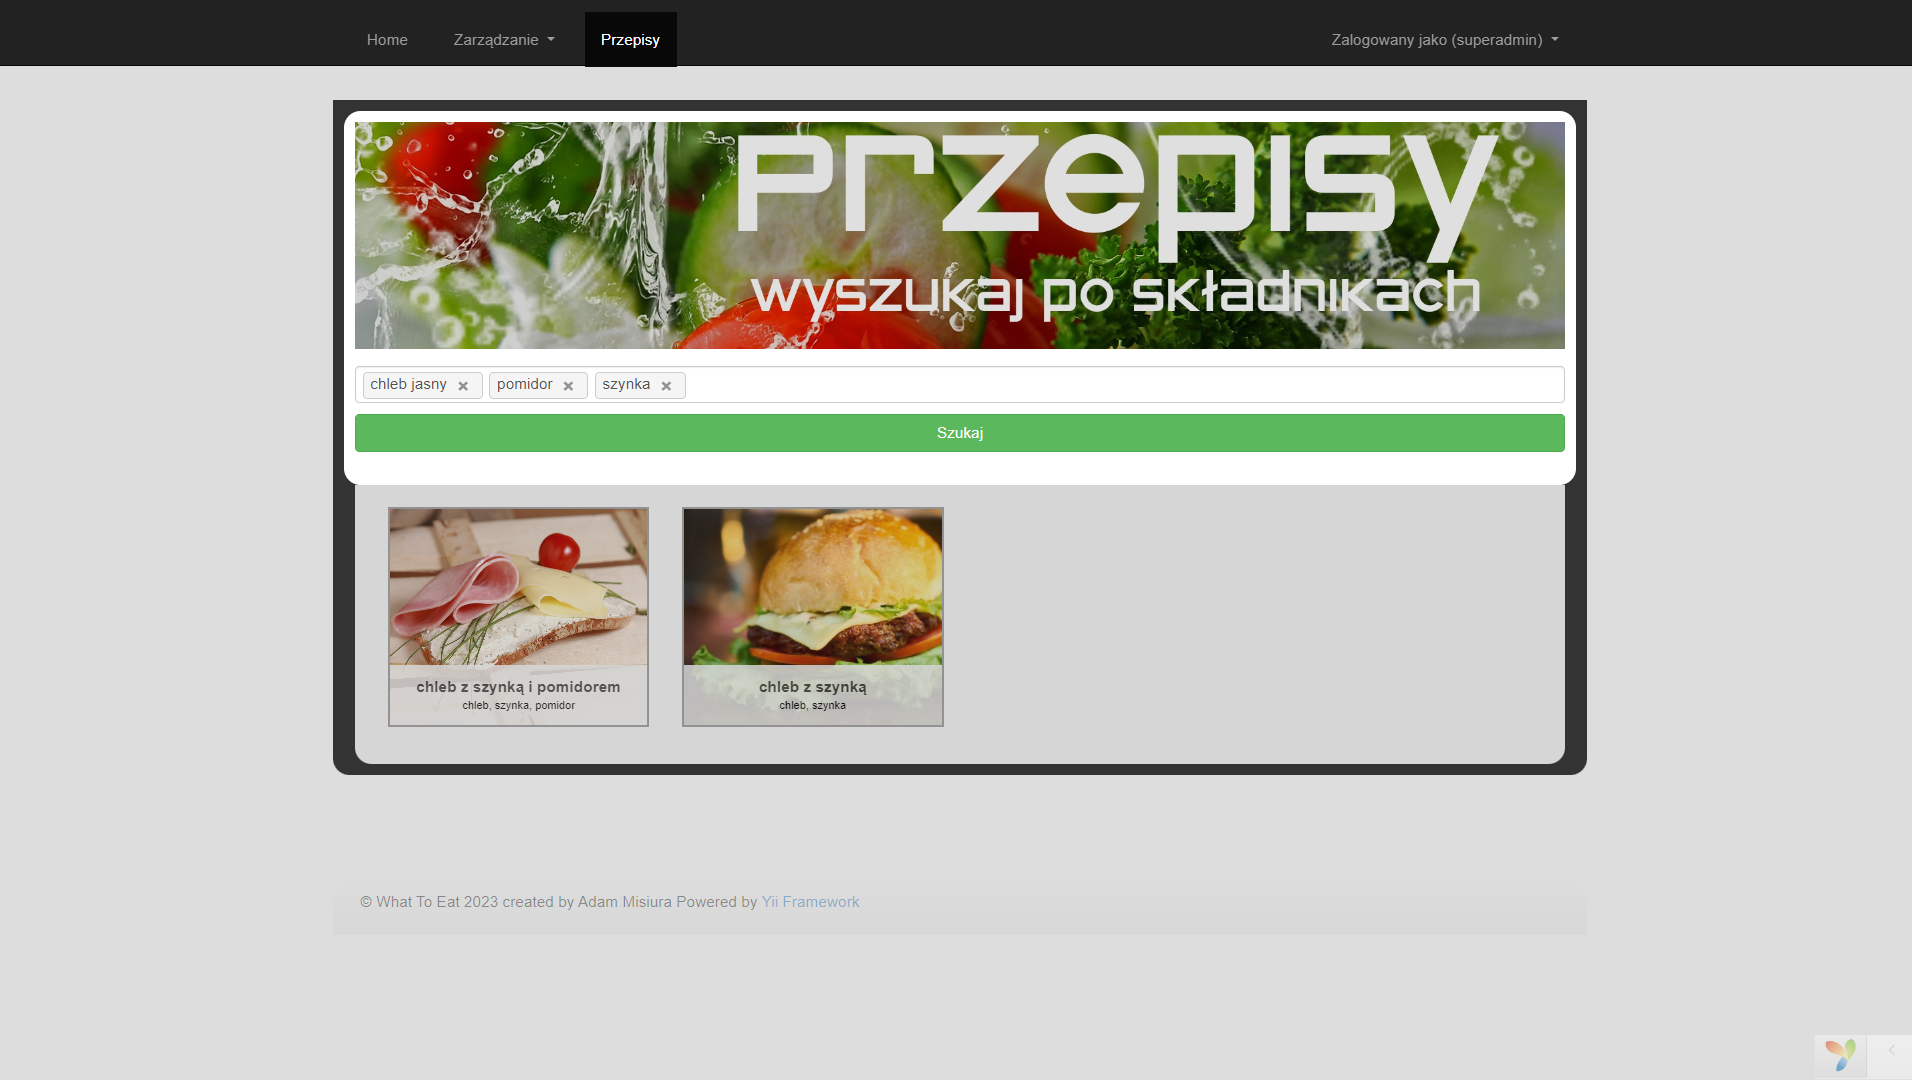 Home
Zarządzanie
Przepisy
Zalogowany jako (superadmin)
Przepisy
wyszukaj po składnikach
chleb jasny
pomidor
szynka
Szukaj
chleb z szynką i pomidorem
chleb, szynka, pomidor
chleb z szynką
chleb, szynka
© What To Eat 2023 created by Adam Misiura Powered by Yii Framework